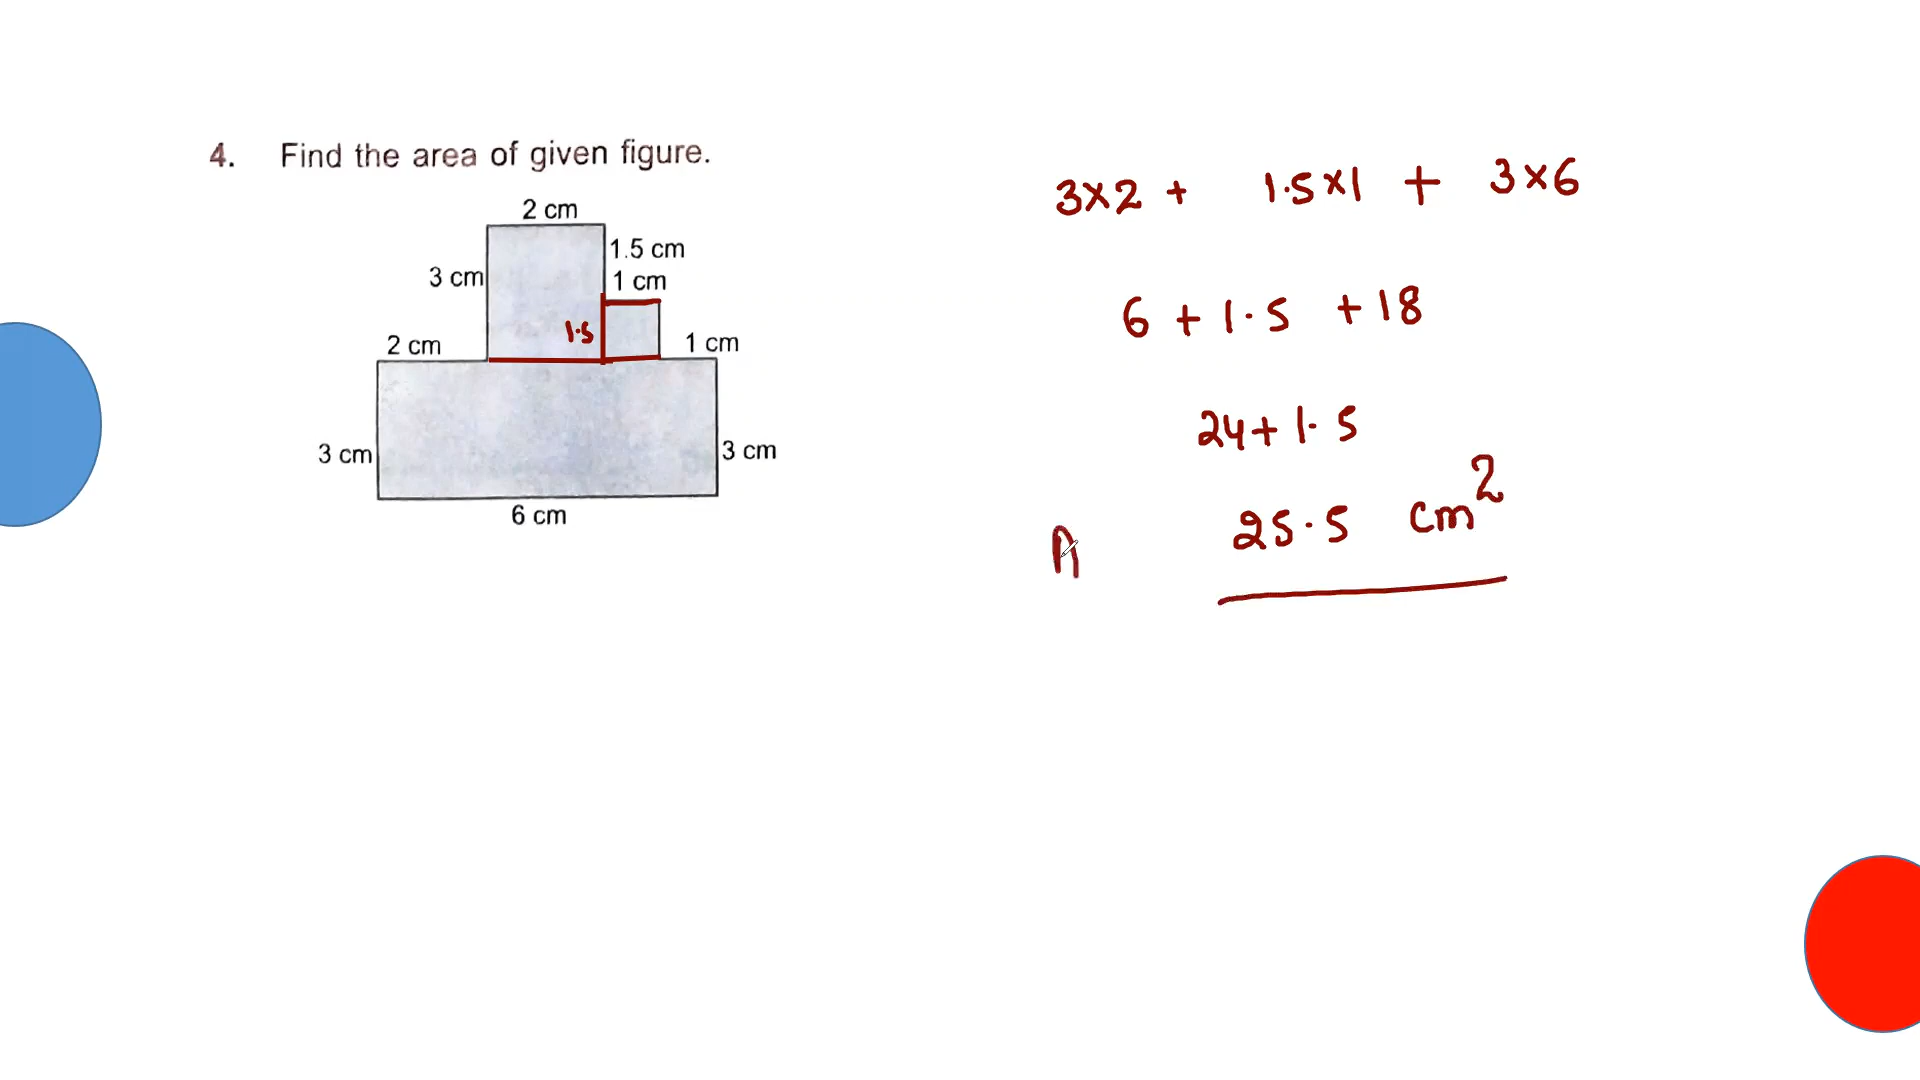 4. Find the area of given figure.
2 cm
1.5 cm
3 cm
1 cm
1.5
2 cm
1 cm
3 cm
3 cm
6 cm
3×2 + 1.5×1 + 3×6
6 + 1.5 + 18
24 + 1.5
A 25.5 cm²